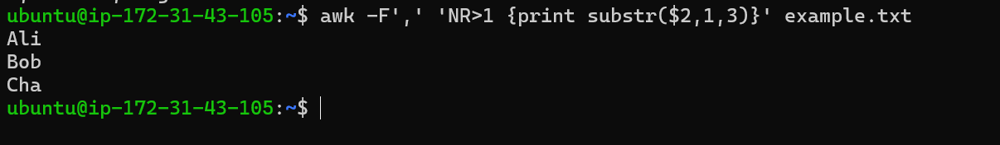 ubuntu@ip-172-31-43-105:~$ awk -F',' 'NR>1 {print substr($2,1,3)}' example.txt
Ali
Bob
Cha
ubuntu@ip-172-31-43-105:~$